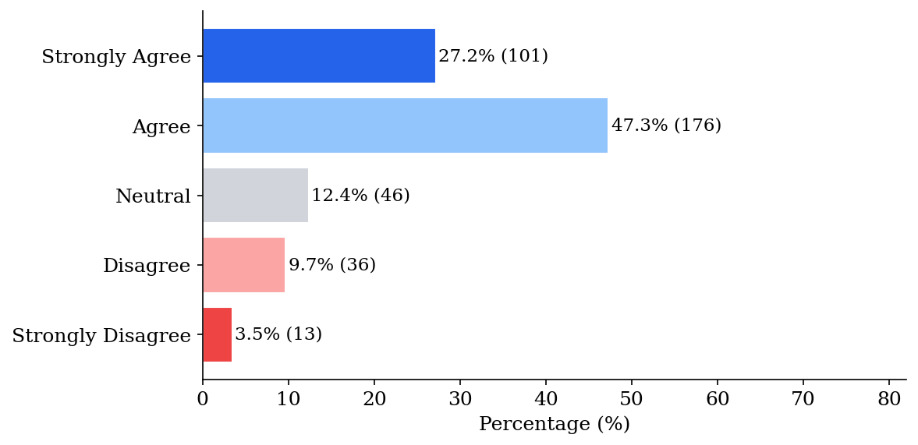 Strongly Agree 27.2% (101)
Agree 47.3% (176)
Neutral 12.4% (46)
Disagree 9.7% (36)
Strongly Disagree 3.5% (13)
0 10 20 30 40 50 60 70 80
Percentage (%)